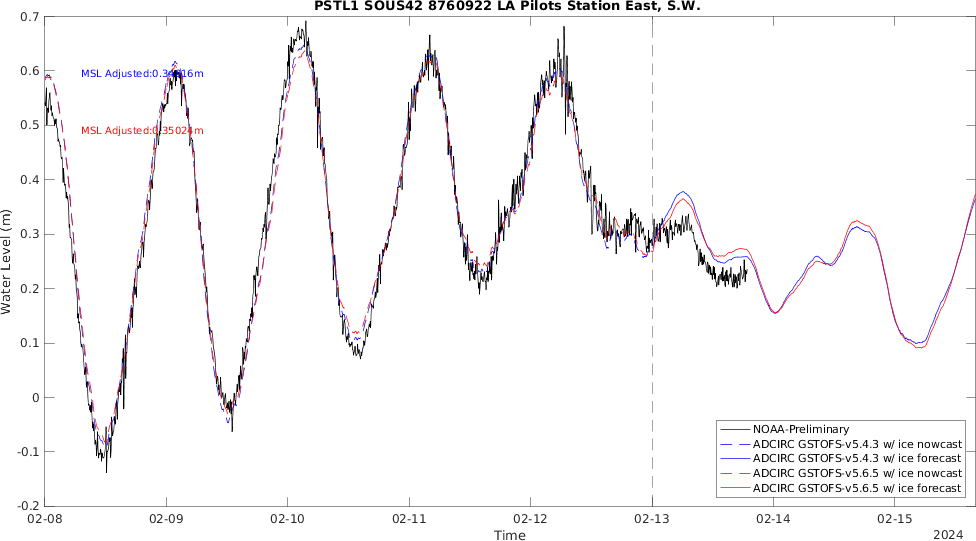 PSTL1 SOUS42 8760922 LA Pilots Station East, S.W.
0.7
0.6
0.5
0.4
0.3
0.2
0.1
0
-0.1
-0.2
Water Level (m)
MSL Adjusted:
MSL Adjusted:0.35024m
NOAA-Preliminary
ADCIRC GSTOFS-v5.4.3 w/ ice nowcast
ADCIRC GSTOFS-v5.4.3 w/ ice forecast
ADCIRC GSTOFS-v5.6.5 w/ ice nowcast
ADCIRC GSTOFS-v5.6.5 w/ ice forecast
02-08 02-09 02-10 02-11 02-12 02-13 02-14 02-15
Time
2024